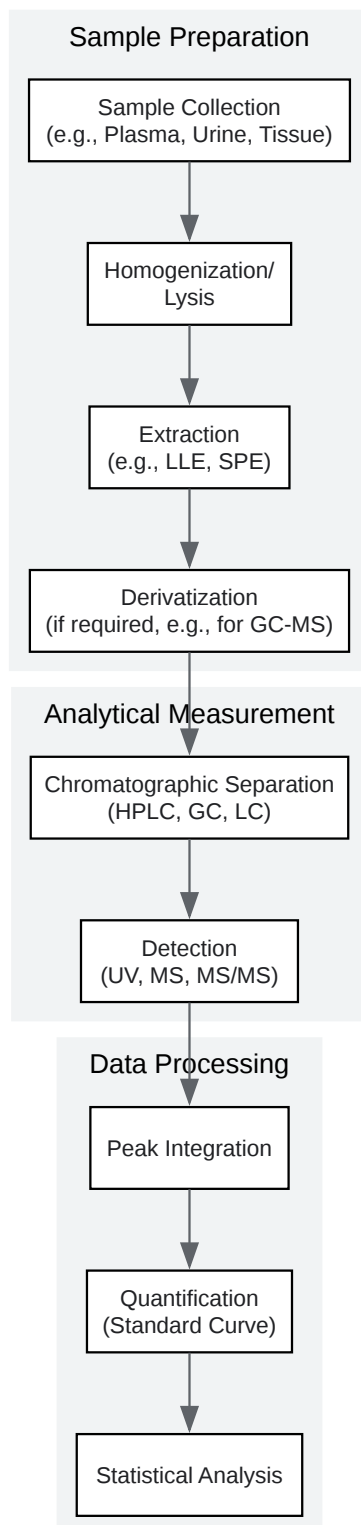 Sample Preparation
Sample Collection
(e.g., Plasma, Urine, Tissue)
Homogenization/
Lysis
Extraction
(e.g., LLE, SPE)
Derivatization
(if required, e.g., for GC-MS)
Analytical Measurement
Chromatographic Separation
(HPLC, GC, LC)
Detection
(UV, MS, MS/MS)
Data Processing
Peak Integration
Quantification
(Standard Curve)
Statistical Analysis